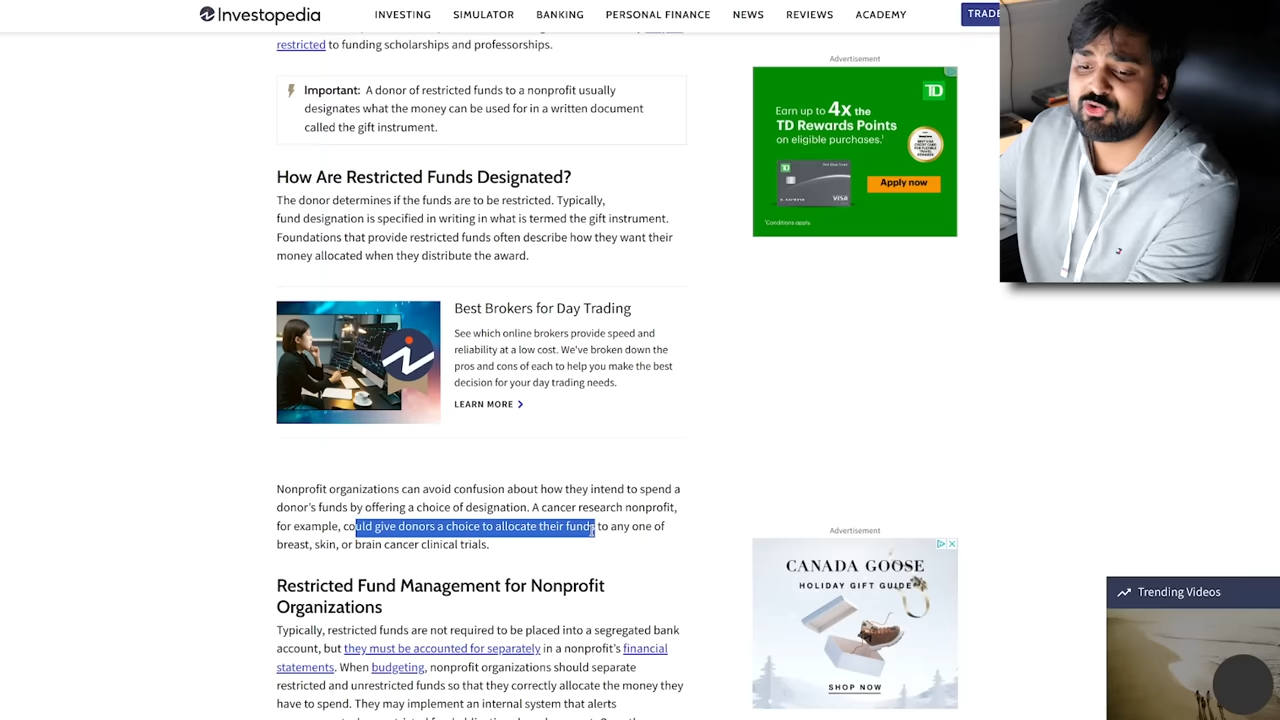 Investopedia
INVESTING SIMULATOR BANKING PERSONAL FINANCE NEWS REVIEWS ACADEMY TRADE
restricted to funding scholarships and professorships.
Important: A donor of restricted funds to a nonprofit usually
designates what the money can be used for in a written document
called the gift instrument.
How Are Restricted Funds Designated?
The donor determines if the funds are to be restricted. Typically,
fund designation is specified in writing in what is termed the gift instrument.
Foundations that provide restricted funds often describe how they want their
money allocated when they distribute the award.
Best Brokers for Day Trading
See which online brokers provide speed and
reliability at a low cost. We've broken down the
pros and cons of each to help you make the best
decision for your day trading needs.
LEARN MORE
Nonprofit organizations can avoid confusion about how they intend to spend a
donor's funds by offering a choice of designation. A cancer research nonprofit,
for example, could give donors a choice to allocate their funds to any one of
breast, skin, or brain cancer clinical trials.
Restricted Fund Management for Nonprofit
Organizations
Typically, restricted funds are not required to be placed into a segregated bank
account, but they must be accounted for separately in a nonprofit's financial
statements. When budgeting, nonprofit organizations should separate
restricted and unrestricted funds so that they correctly allocate the money they
have to spend. They may implement an internal system that alerts
Advertisement
TD
Earn up to 4x the
TD Rewards Points
on eligible purchases.¹
Apply now
TD
VISA
¹Conditions apply.
Advertisement
CANADA GOOSE
HOLIDAY GIFT GUIDE
SHOP NOW
Trending Videos